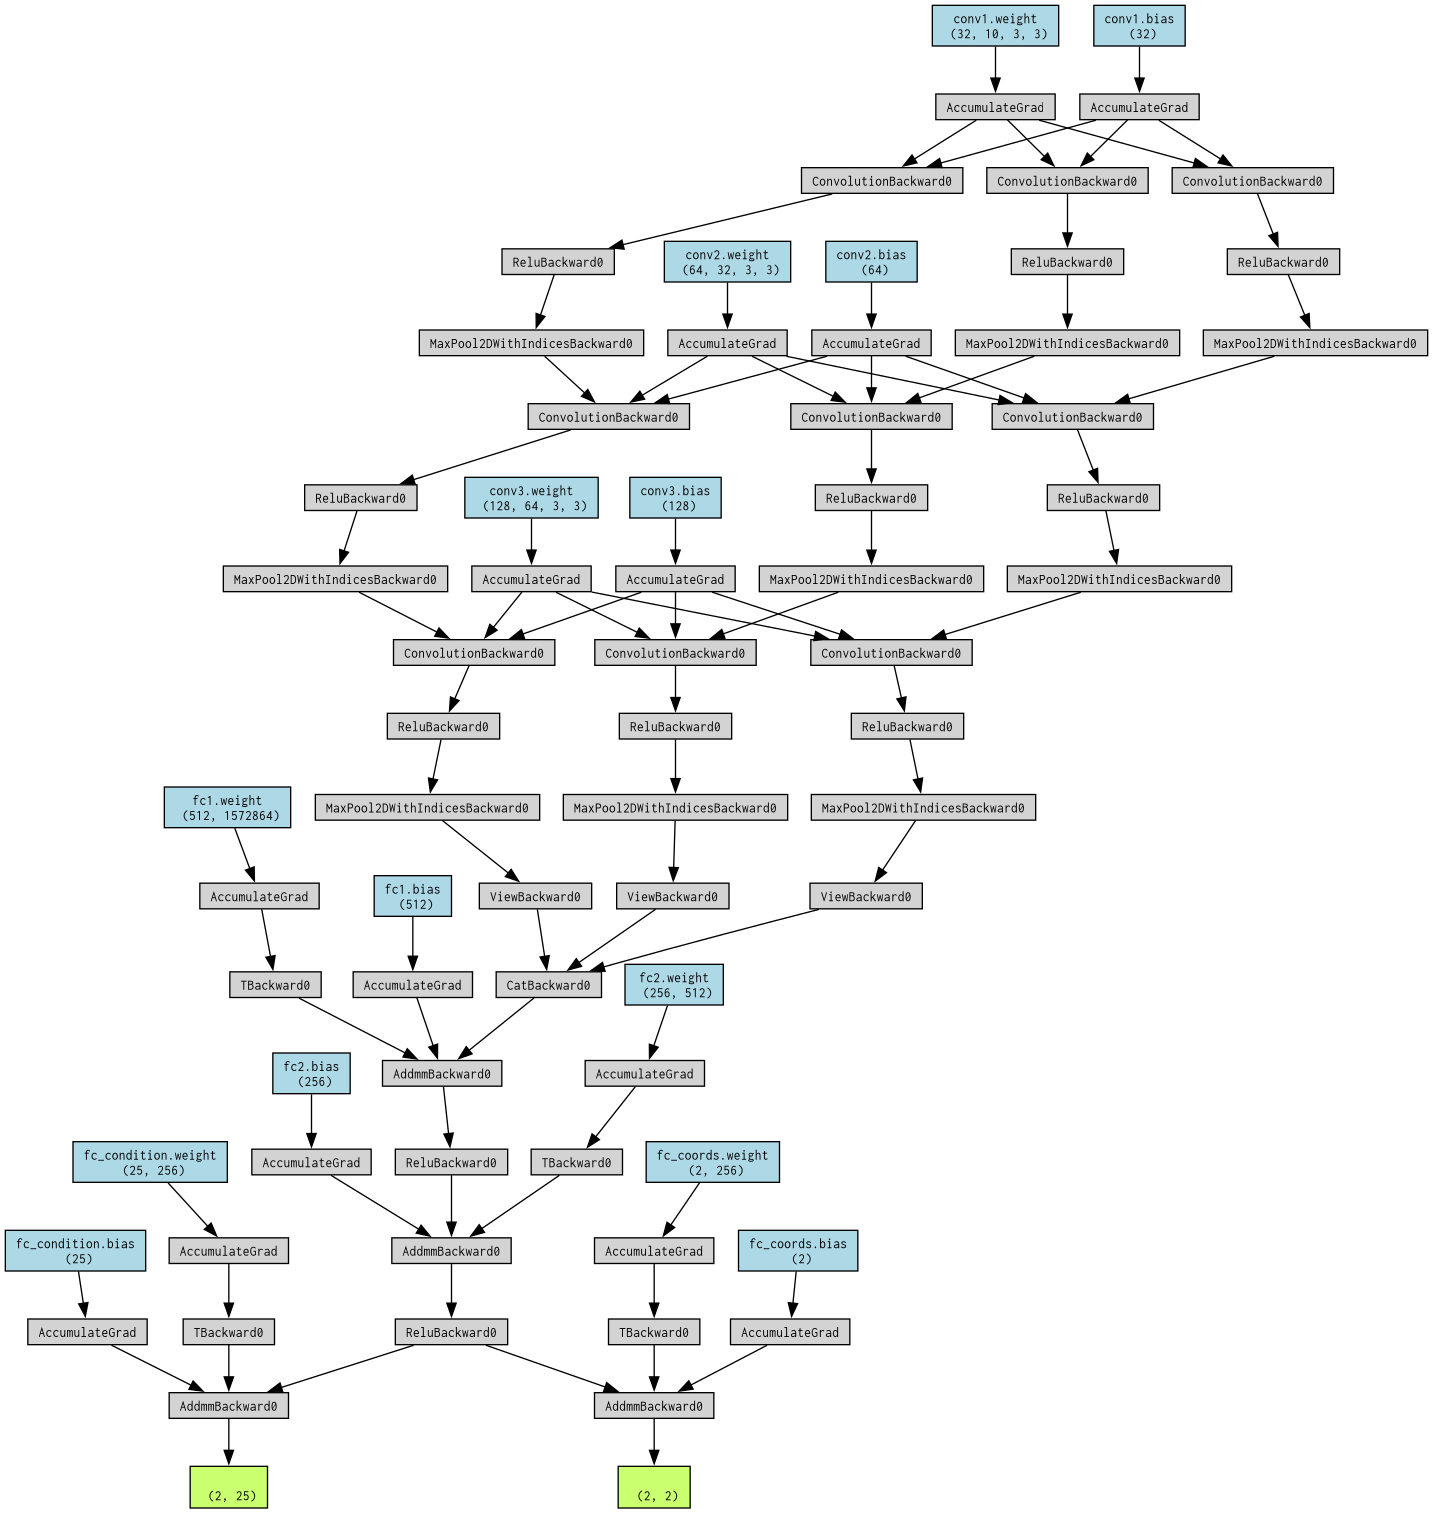 conv1.weight
(32, 10, 3, 3)
conv1.bias
(32)
AccumulateGrad
AccumulateGrad
ConvolutionBackward0
ConvolutionBackward0
ConvolutionBackward0
ReluBackward0
conv2.weight
(64, 32, 3, 3)
conv2.bias
(64)
ReluBackward0
ReluBackward0
MaxPool2DWithIndicesBackward0
AccumulateGrad
AccumulateGrad
MaxPool2DWithIndicesBackward0
MaxPool2DWithIndicesBackward0
ConvolutionBackward0
ConvolutionBackward0
ConvolutionBackward0
ReluBackward0
conv3.weight
(128, 64, 3, 3)
conv3.bias
(128)
ReluBackward0
ReluBackward0
MaxPool2DWithIndicesBackward0
AccumulateGrad
AccumulateGrad
MaxPool2DWithIndicesBackward0
MaxPool2DWithIndicesBackward0
ConvolutionBackward0
ConvolutionBackward0
ConvolutionBackward0
ReluBackward0
ReluBackward0
ReluBackward0
fc1.weight
(512, 1572864)
MaxPool2DWithIndicesBackward0
MaxPool2DWithIndicesBackward0
MaxPool2DWithIndicesBackward0
AccumulateGrad
fc1.bias
(512)
ViewBackward0
ViewBackward0
ViewBackward0
TBackward0
AccumulateGrad
CatBackward0
fc2.weight
(256, 512)
fc2.bias
(256)
AddmmBackward0
AccumulateGrad
fc_condition.weight
(25, 256)
AccumulateGrad
ReluBackward0
TBackward0
fc_coords.weight
(2, 256)
fc_condition.bias
(25)
AccumulateGrad
AddmmBackward0
AccumulateGrad
fc_coords.bias
(2)
AccumulateGrad
TBackward0
ReluBackward0
TBackward0
AccumulateGrad
AddmmBackward0
AddmmBackward0
(2, 25)
(2, 2)